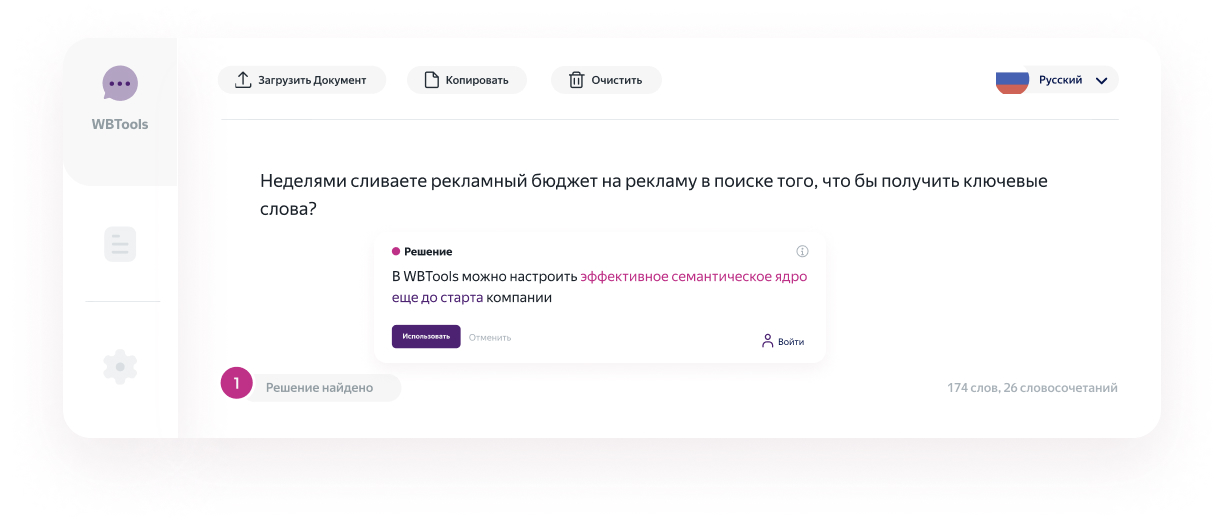 WBTools
Загрузить Документ
Копировать
Очистить
Русский
Неделями сливаете рекламный бюджет на рекламу в поиске того, что бы получить ключевые
слова?
Решение
В WBTools можно настроить эффективное семантическое ядро
еще до старта компании
Использовать
Отменить
Войти
1
Решение найдено
174 слов, 26 словосочетаний